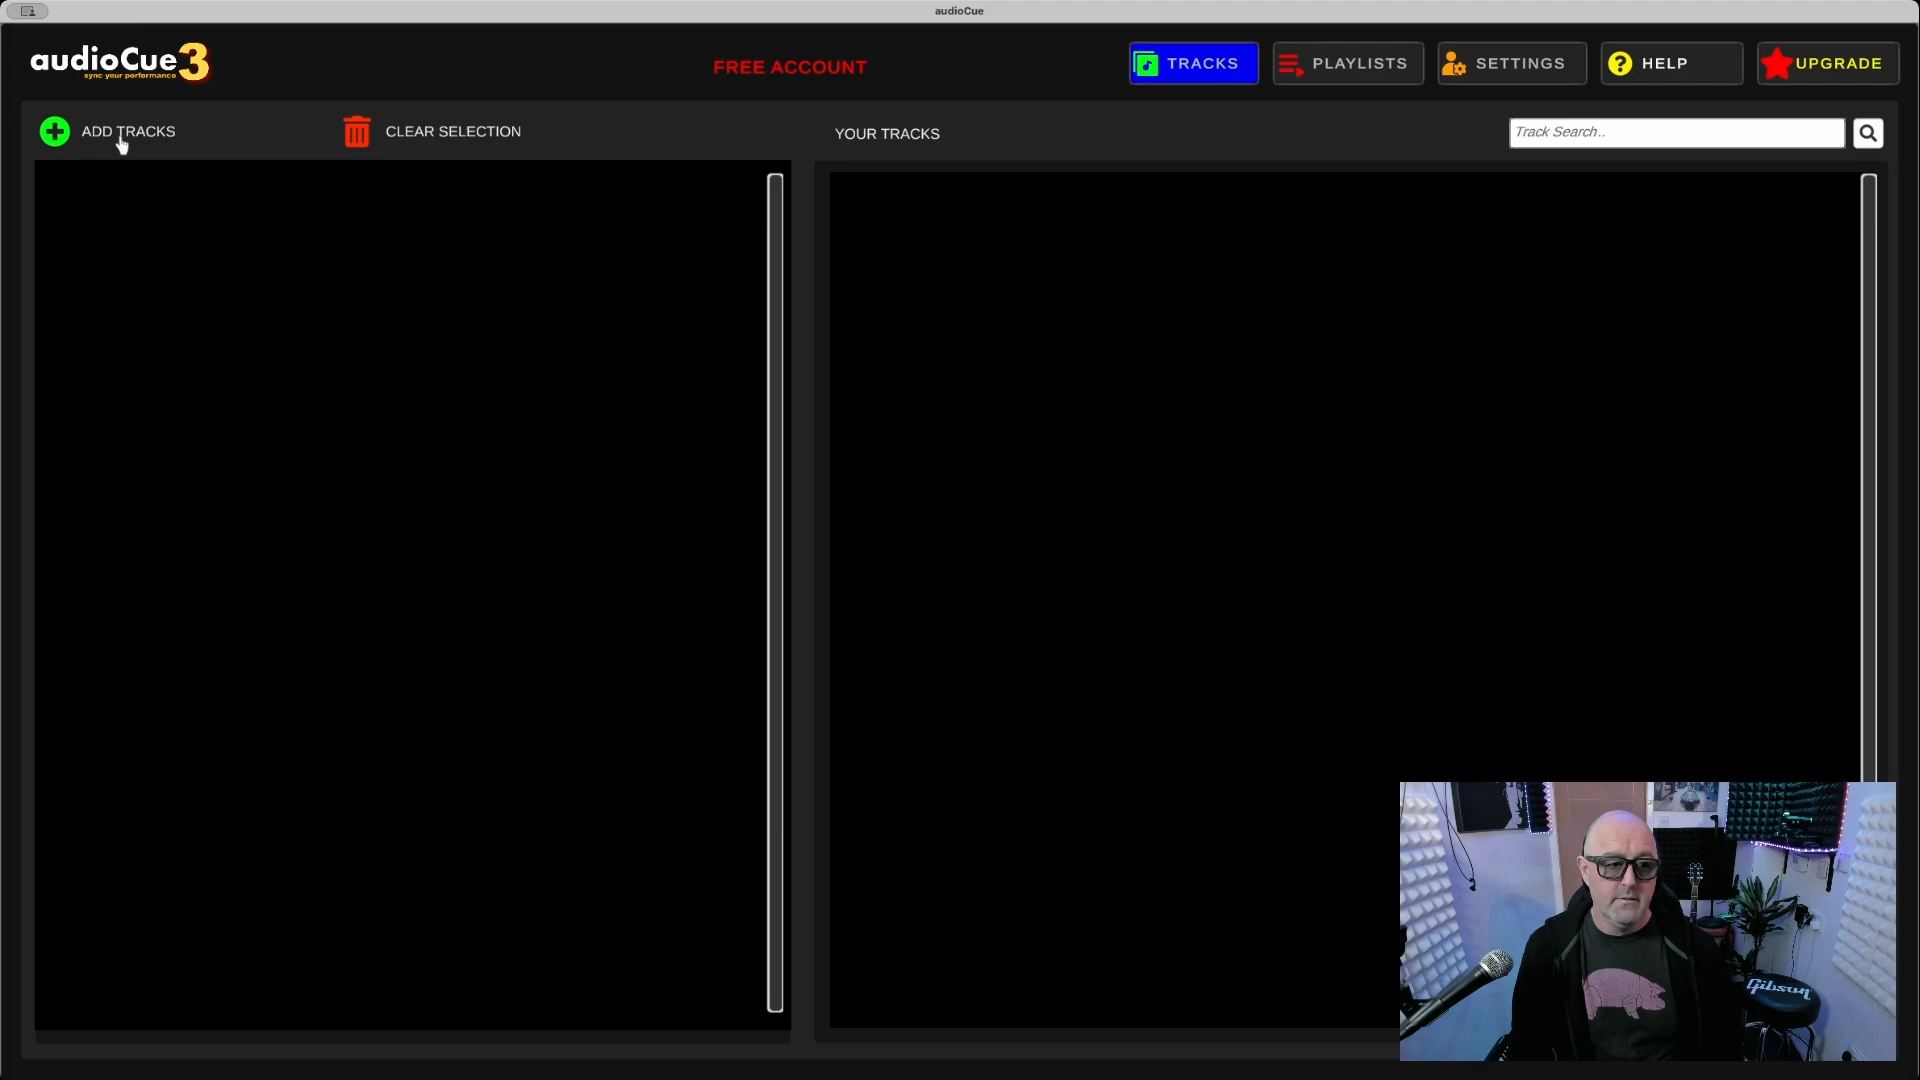 audioCue
audioCue3
sync your performance
FREE ACCOUNT
TRACKS
PLAYLISTS
SETTINGS
HELP
UPGRADE
ADD TRACKS
CLEAR SELECTION
YOUR TRACKS
Track Search..
Gibson